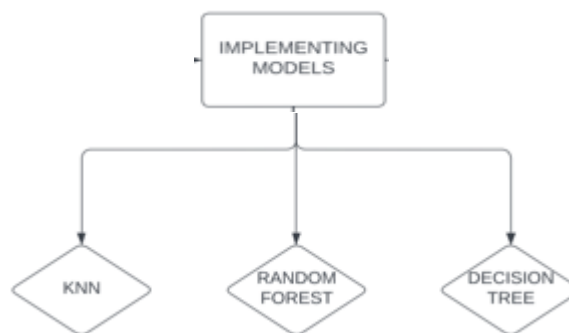 IMPLEMENTING
MODELS
KNN
RANDOM
FOREST
DECISION
TREE